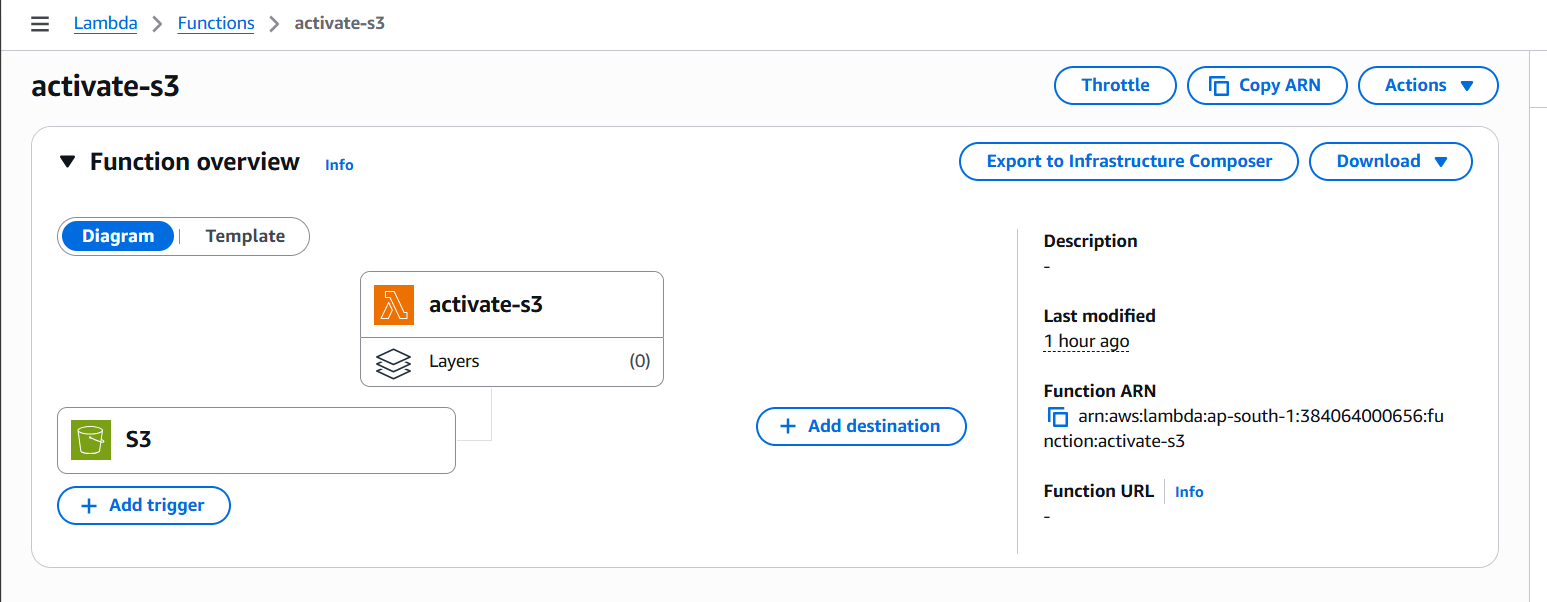 Lambda > Functions > activate-s3
activate-s3
Throttle
Copy ARN
Actions
Function overview Info
Export to Infrastructure Composer
Download
Diagram
Template
activate-s3
Layers (0)
S3
+ Add trigger
+ Add destination
Description
-
Last modified
1 hour ago
Function ARN
arn:aws:lambda:ap-south-1:384064000656:fu
nction:activate-s3
Function URL Info
-